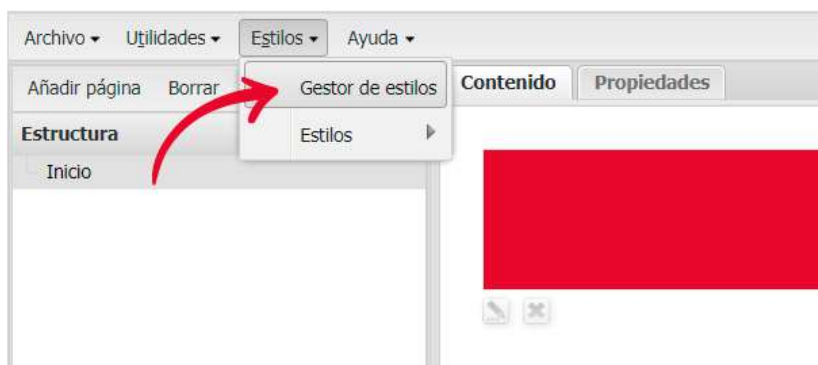 Archivo Utilidades Estilos Ayuda
Añadir página Borrar Gestor de estilos Contenido Propiedades
Estructura Estilos
Inicio